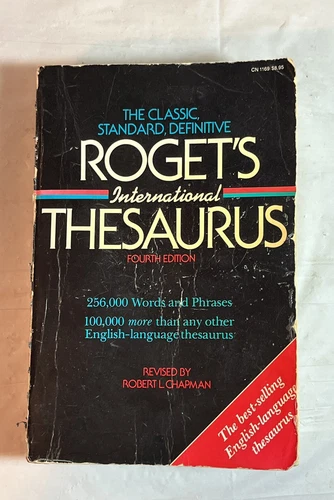 CN 1169 $8.95
THE CLASSIC,
STANDARD, DEFINITIVE
ROGET'S
International
THESAURUS
FOURTH EDITION
256,000 Words and Phrases
100,000 more than any other
English-language thesaurus
REVISED BY
ROBERT L. CHAPMAN
The best-selling
English-language
thesaurus